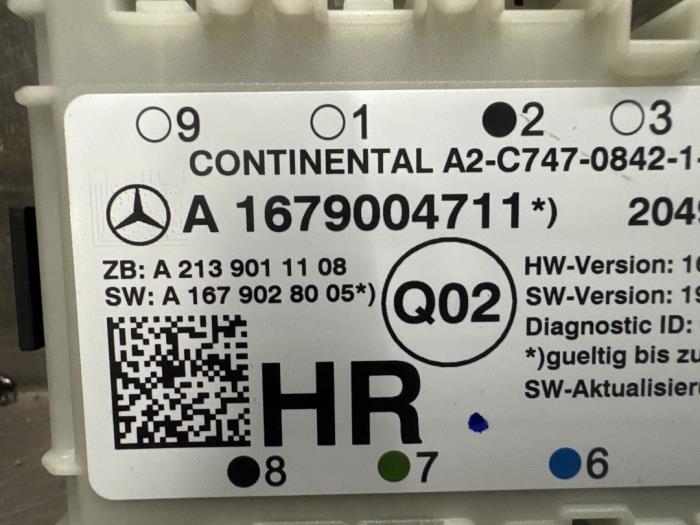 9 1 2 3
CONTINENTAL A2-C747-0842-1-
A 1679004711*) 204
ZB: A 213 901 11 08
SW: A 167 902 80 05*)
Q02
HW-Version: 1
SW-Version: 19
Diagnostic ID:
*)gueltig bis zu
SW-Aktualisier
HR
8 7 6